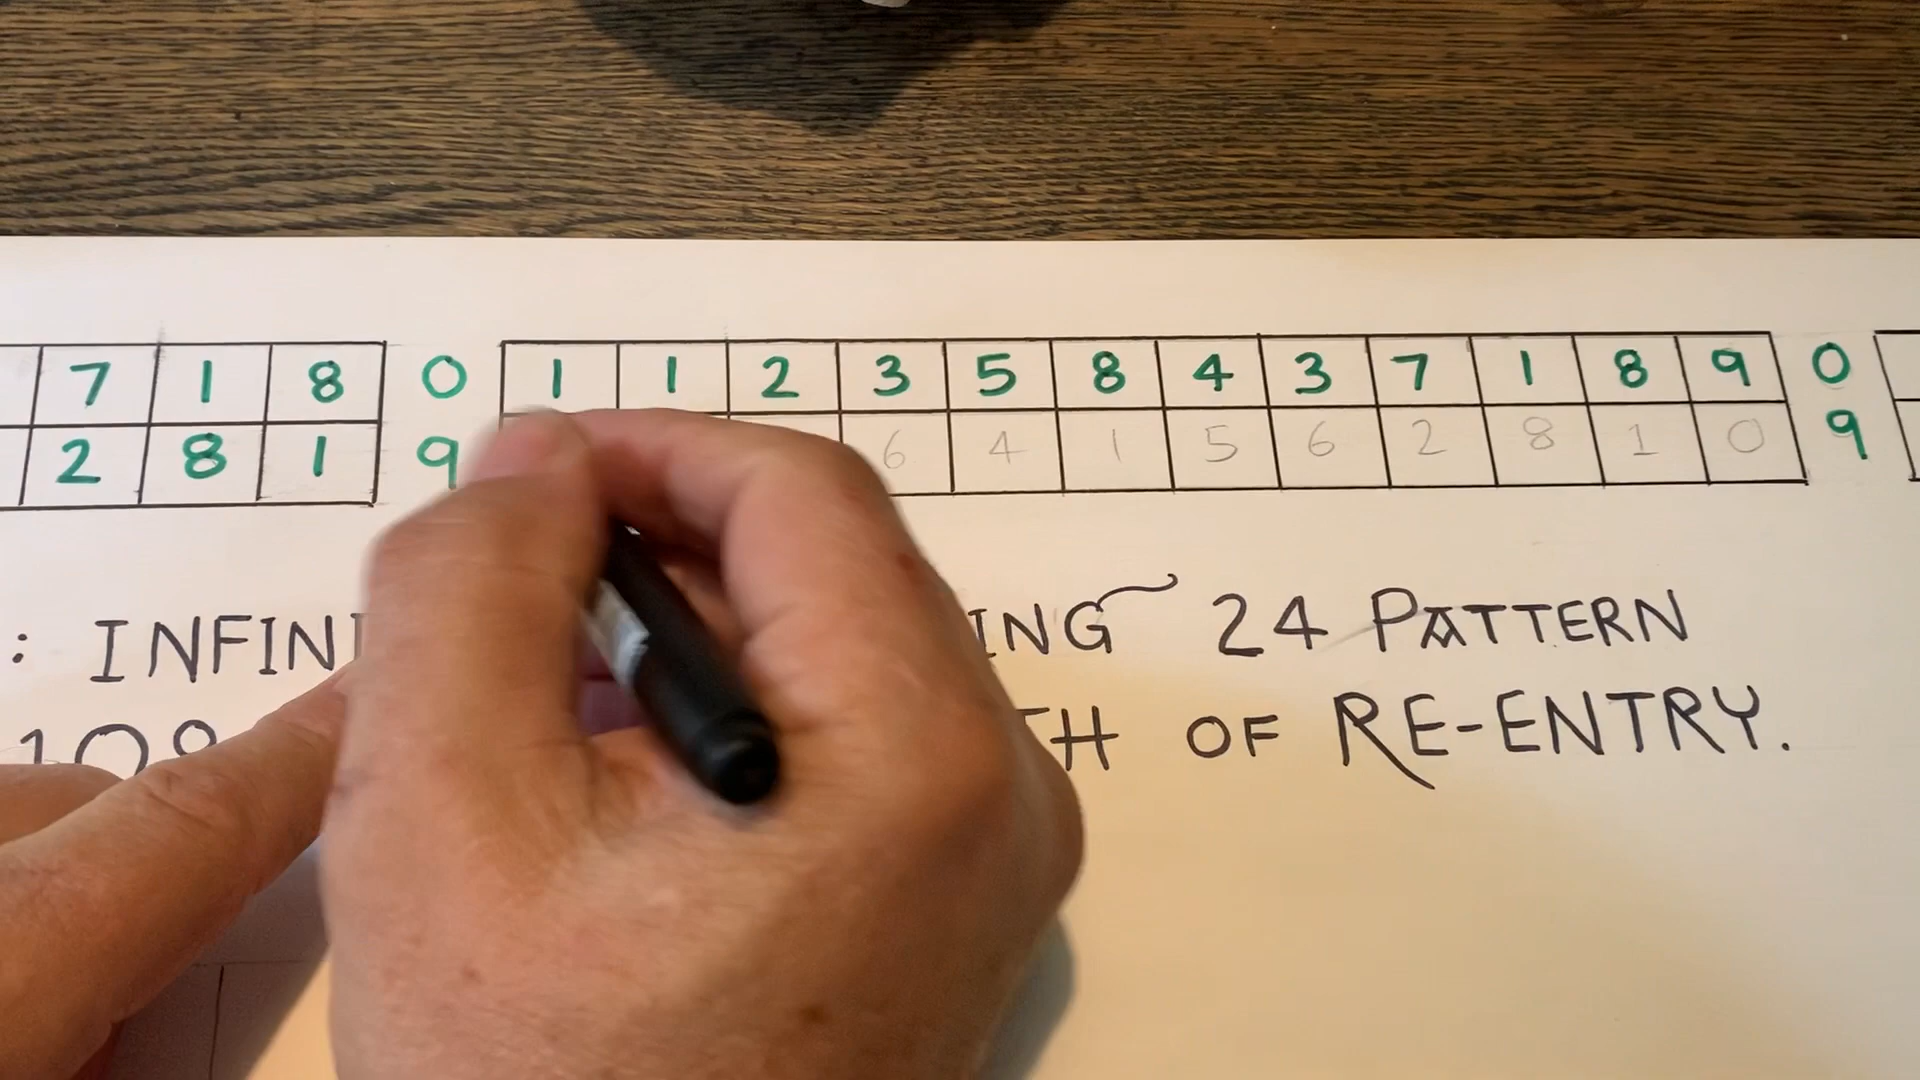 7 1 8 0 1 1 2 3 5 8 4 3 7 1 8 9 0
2 8 1 9 6 4 1 5 6 2 8 1 0 9
: INFINI ING 24 PATTERN
108 TH OF RE-ENTRY.